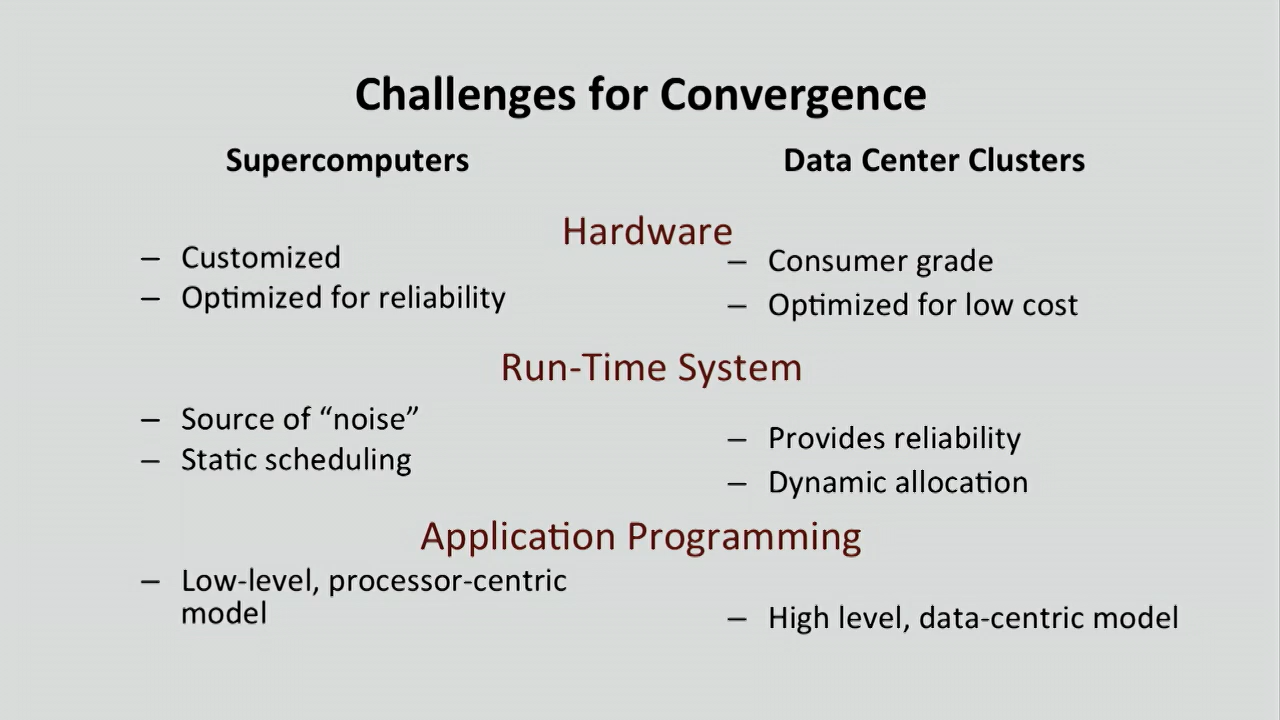 Challenges for Convergence
Supercomputers
Data Center Clusters
Hardware
– Customized
– Optimized for reliability
– Consumer grade
– Optimized for low cost
Run-Time System
– Source of “noise”
– Static scheduling
– Provides reliability
– Dynamic allocation
Application Programming
– Low-level, processor-centric
model
– High level, data-centric model